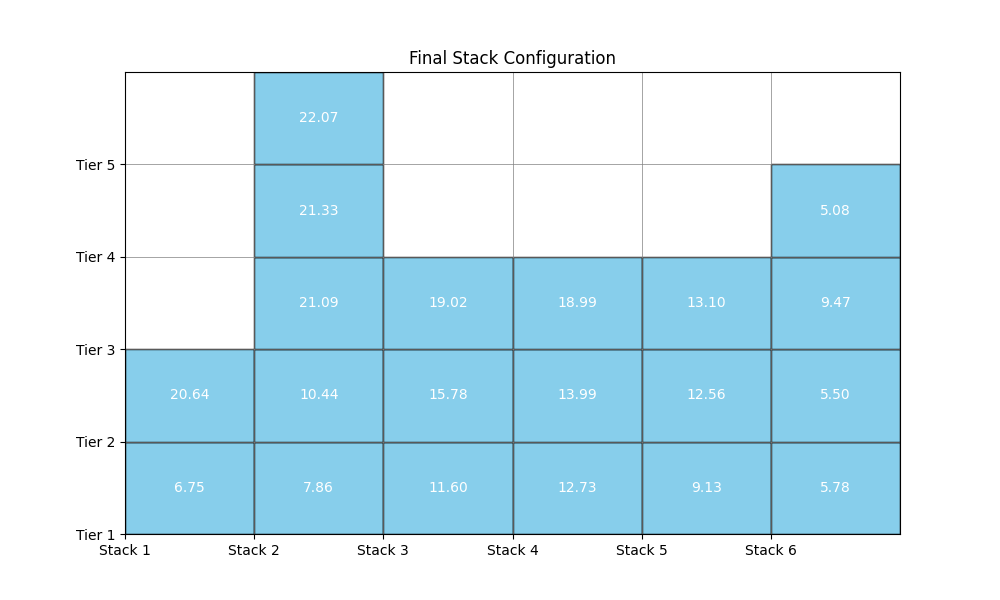 Final Stack Configuration
22.07
Tier 5
21.33 5.08
Tier 4
21.09 19.02 18.99 13.10 9.47
Tier 3
20.64 10.44 15.78 13.99 12.56 5.50
Tier 2
6.75 7.86 11.60 12.73 9.13 5.78
Tier 1
Stack 1 Stack 2 Stack 3 Stack 4 Stack 5 Stack 6